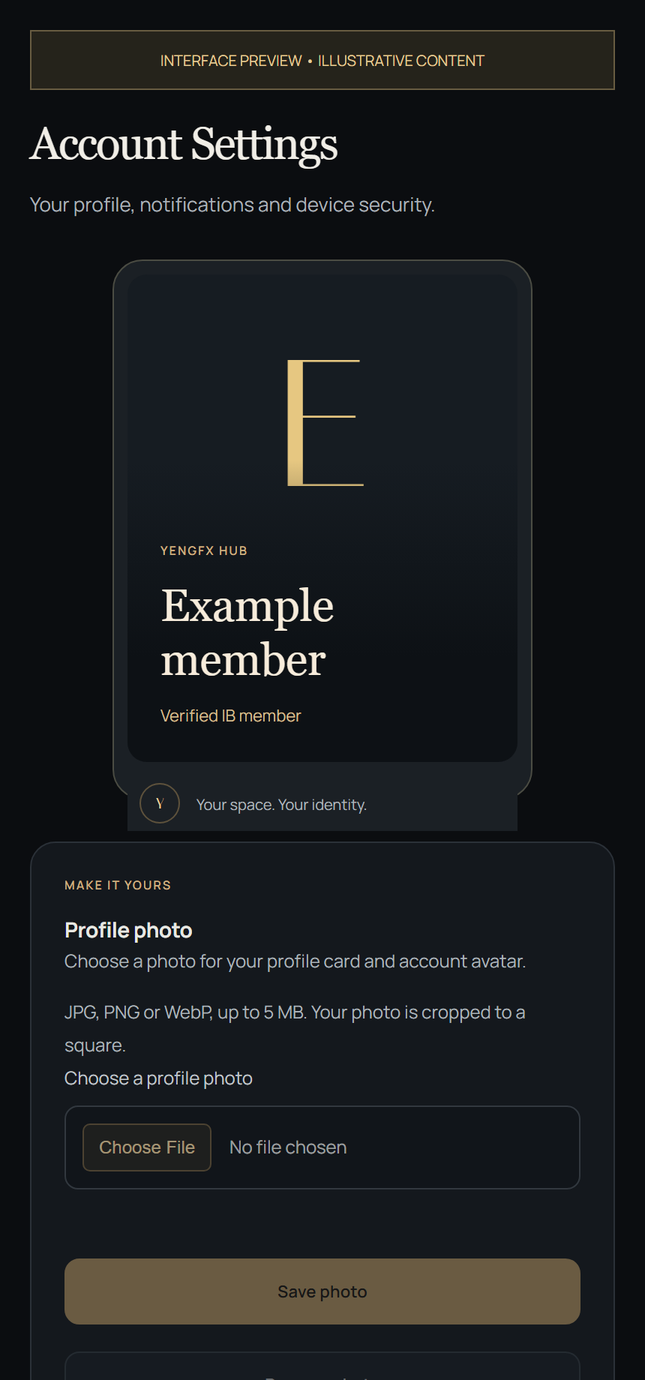 INTERFACE PREVIEW • ILLUSTRATIVE CONTENT
Account Settings
Your profile, notifications and device security.
E
YENGFX HUB
Example
member
Verified IB member
Y
Your space. Your identity.
MAKE IT YOURS
Profile photo
Choose a photo for your profile card and account avatar.
JPG, PNG or WebP, up to 5 MB. Your photo is cropped to a
square.
Choose a profile photo
Choose File
No file chosen
Save photo